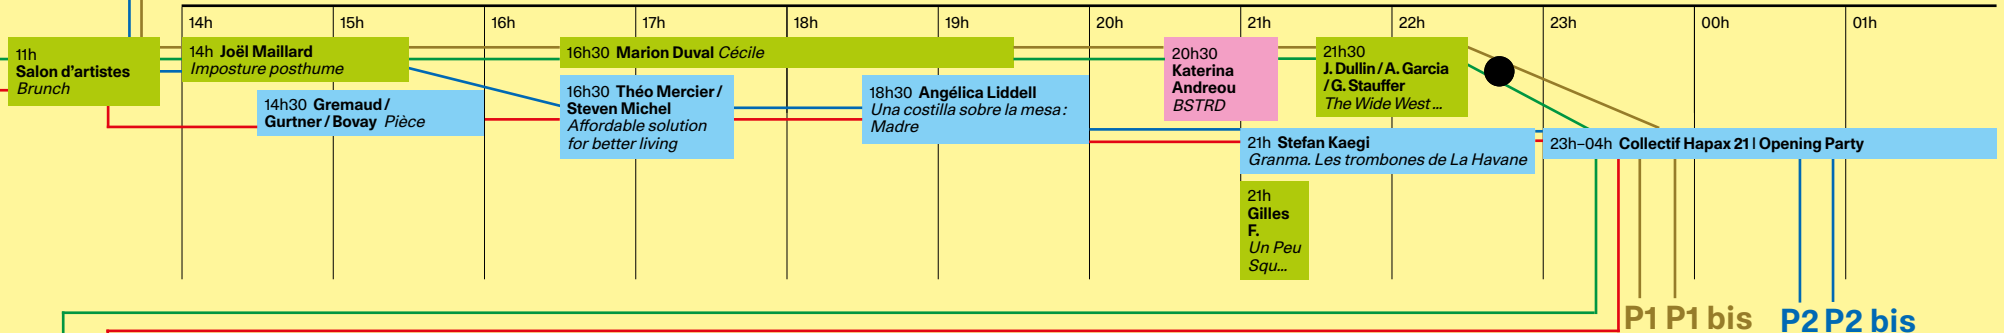 14h 15h 16h 17h 18h 19h 20h 21h 22h 23h 00h 01h
11h
Salon d’artistes
Brunch
14h Joël Maillard
Imposture posthume
14h30 Gremaud /
Gurtner / Bovay Pièce
16h30 Marion Duval Cécile
16h30 Théo Mercier /
Steven Michel
Affordable solution
for better living
18h30 Angélica Liddell
Una costilla sobre la mesa :
Madre
20h30
Katerina
Andreou
BSTRD
21h30
J. Dullin / A. Garcia
/ G. Stauffer
The Wide West ...
21h Stefan Kaegi
Granma. Les trombones de La Havane
21h
Gilles
F.
Un Peu
Squ...
23h–04h Collectif Hapax 21 I Opening Party
P1 P1 bis P2 P2 bis